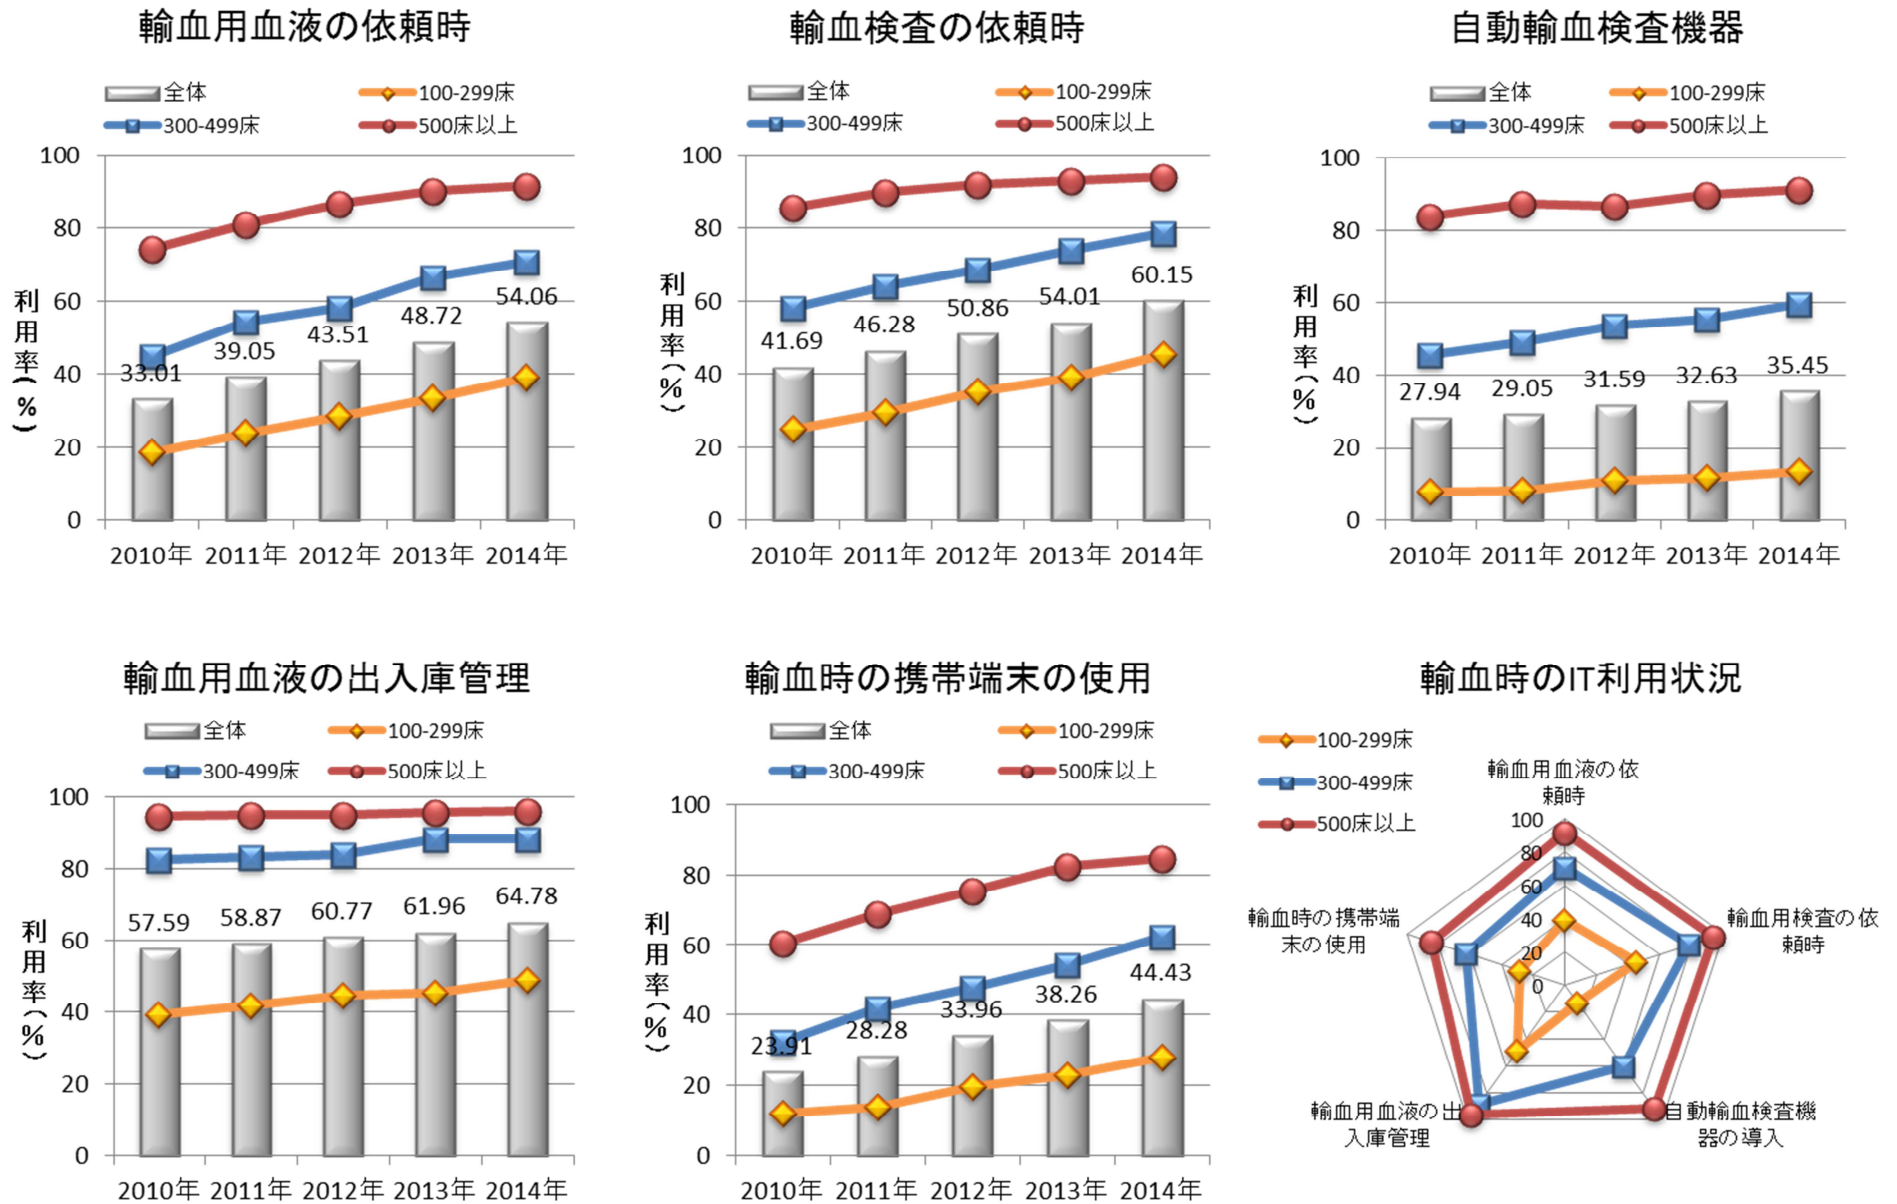 輸血用血液の依頼時
全体
100-299床
300-499床
500床以上
利用率(%)
100
80
60
40
20
0
33.01
39.05
43.51
48.72
54.06
2010年
2011年
2012年
2013年
2014年
輸血検査の依頼時
全体
100-299床
300-499床
500床以上
利用率(%)
100
80
60
40
20
0
41.69
46.28
50.86
54.01
60.15
2010年
2011年
2012年
2013年
2014年
自動輸血検査機器
全体
100-299床
300-499床
500床以上
利用率(%)
100
80
60
40
20
0
27.94
29.05
31.59
32.63
35.45
2010年
2011年
2012年
2013年
2014年
輸血用血液の出入庫管理
全体
100-299床
300-499床
500床以上
利用率(%)
100
80
60
40
20
0
57.59
58.87
60.77
61.96
64.78
2010年
2011年
2012年
2013年
2014年
輸血時の携帯端末の使用
全体
100-299床
300-499床
500床以上
利用率(%)
100
80
60
40
20
0
23.91
28.28
33.96
38.26
44.43
2010年
2011年
2012年
2013年
2014年
輸血時のIT利用状況
100-299床
300-499床
500床以上
輸血用血液の依
頼時
100
80
60
40
20
0
輸血用検査の依
頼時
自動輸血検査機
器の導入
輸血用血液の出
入庫管理
輸血時の携帯端
末の使用